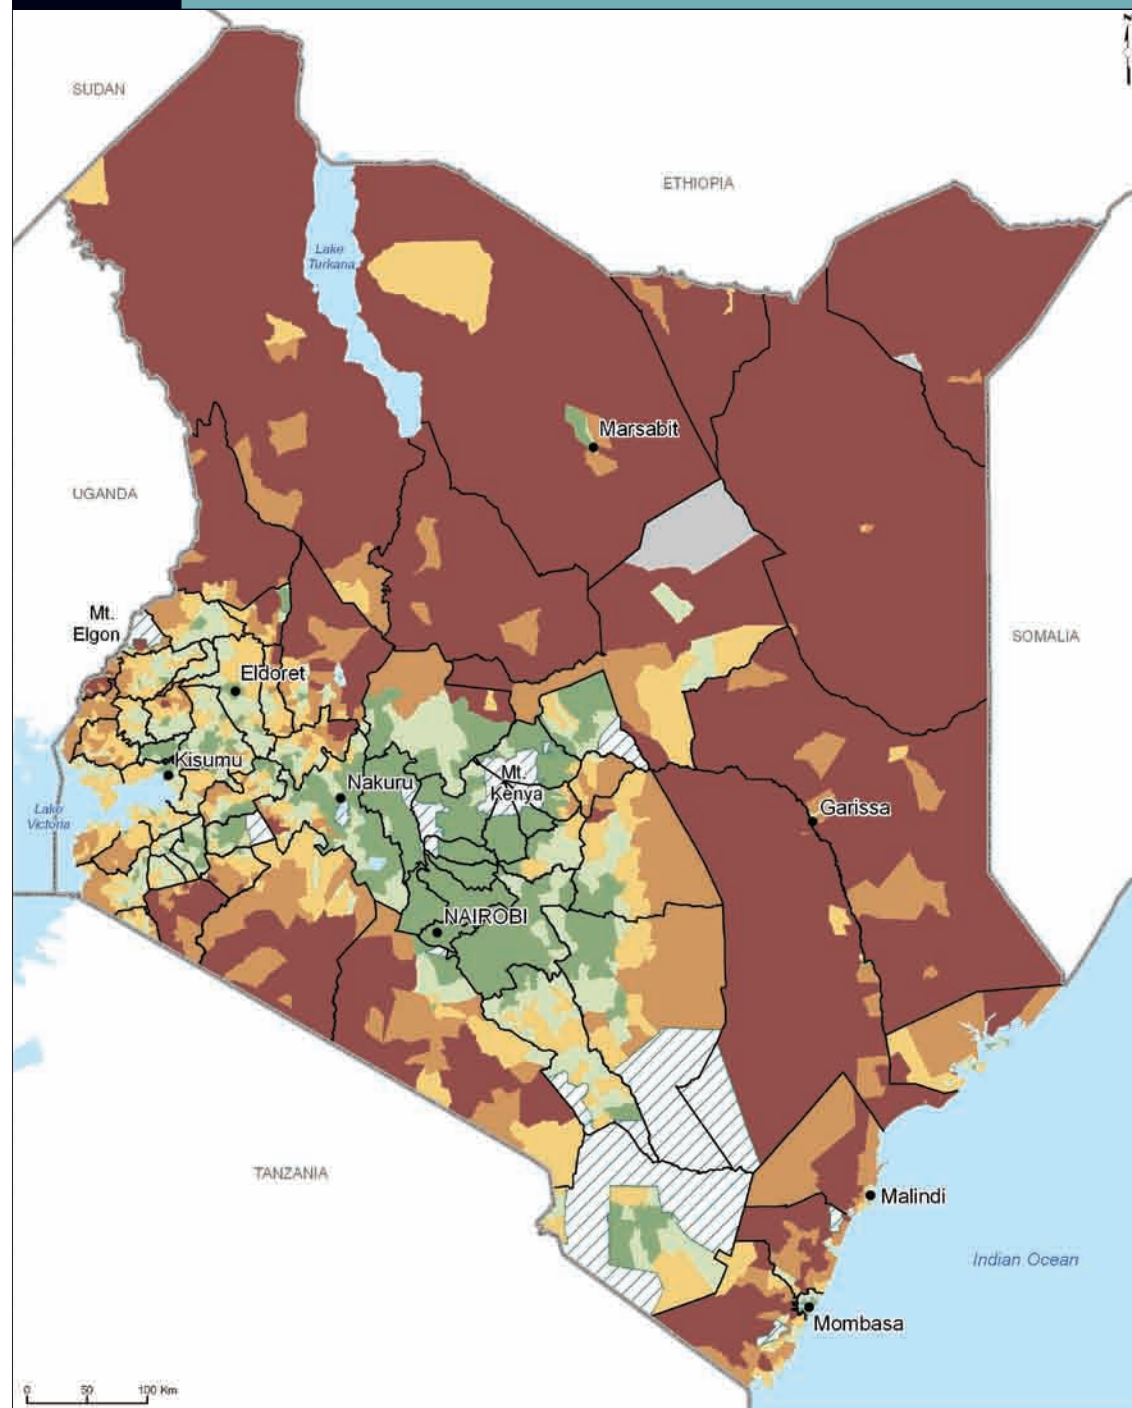 SUDAN
ETHIOPIA
Lake
Turkana
Marsabit
UGANDA
Mt.
Elgon
SOMALIA
Eldoret
Kisumu
Nakuru
Mt.
Kenya
Lake
Victoria
Garissa
NAIROBI
TANZANIA
Malindi
Indian Ocean
Mombasa
0 50 100 Km